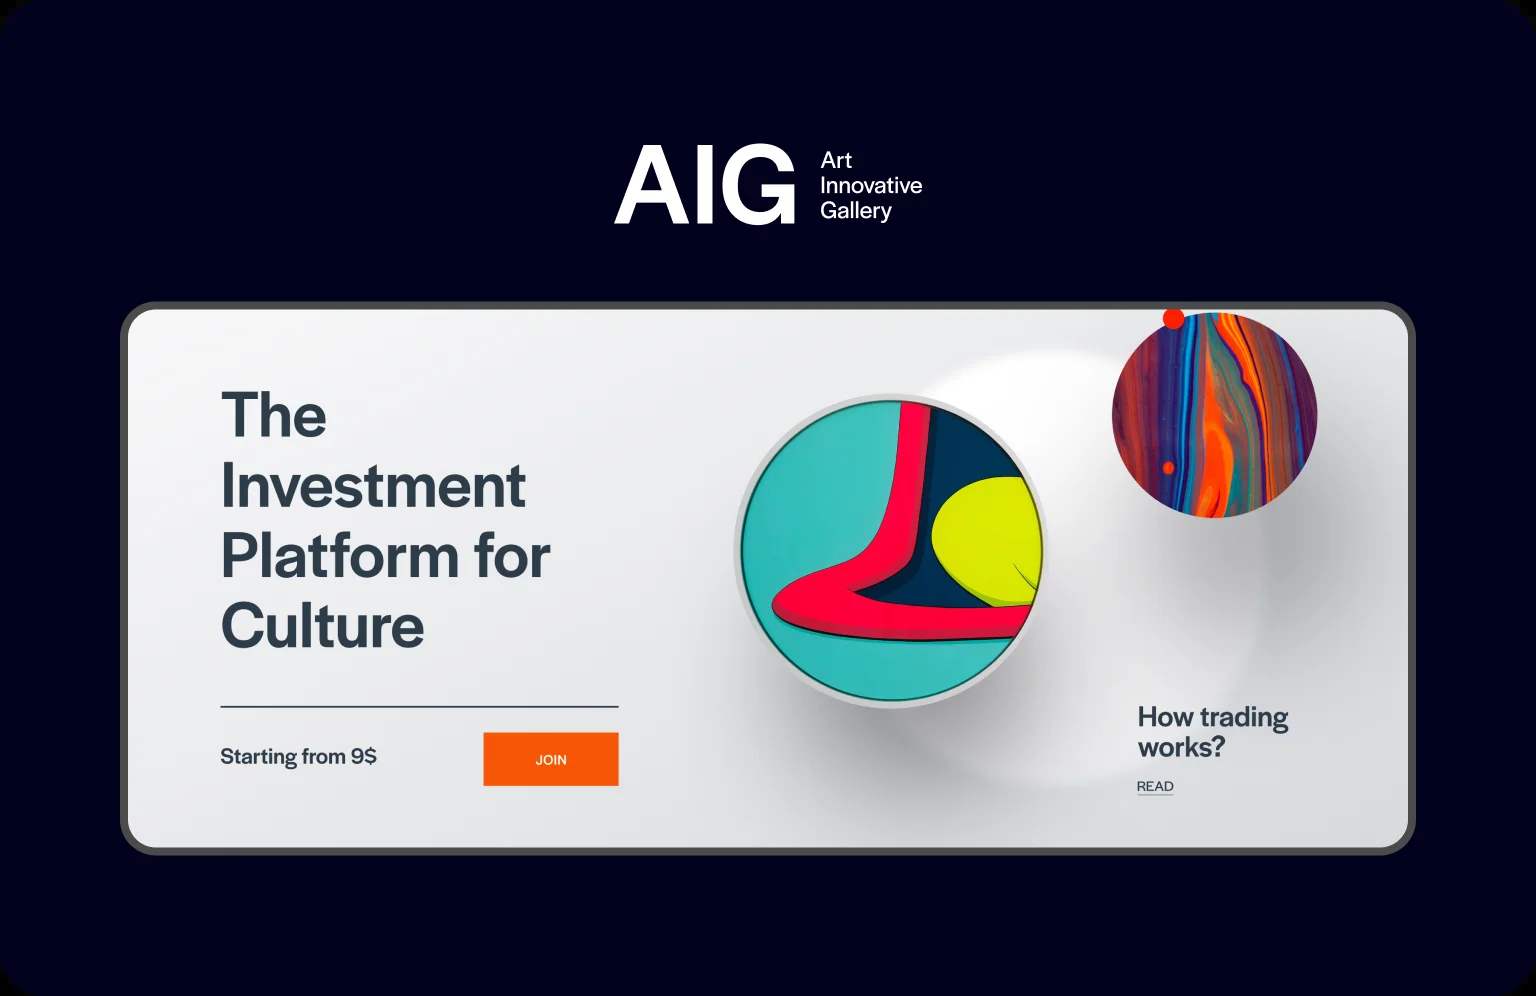 AIG
Art
Innovative
Gallery
The
Investment
Platform for
Culture
Starting from 9$
JOIN
How trading
works?
READ